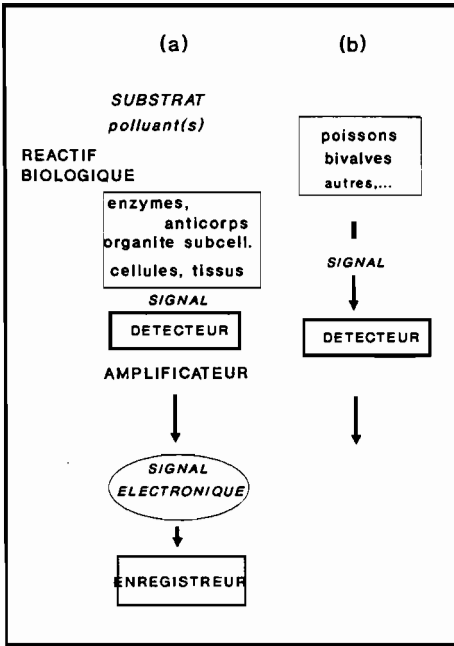 (a)
SUBSTRAT
polluant(s)
REACTIF
BIOLOGIQUE
enzymes,
anticorps
organite subcell.
cellules, tissus
SIGNAL
DETECTEUR
AMPLIFICATEUR
SIGNAL
ELECTRONIQUE
ENREGISTREUR
(b)
poissons
bivalves
autres,...
SIGNAL
DETECTEUR